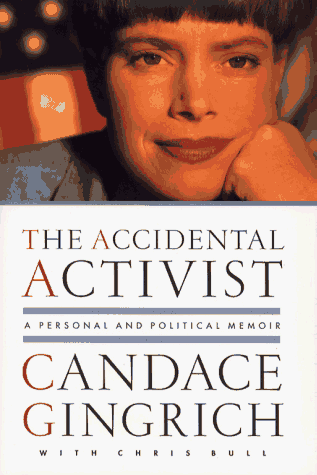 THE ACCIDENTAL
ACTIVIST
A PERSONAL AND POLITICAL MEMOIR
CANDACE
GINGRICH
WITH CHRIS BULL